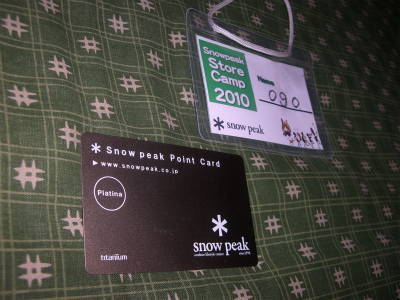 Snowpeak
Store
Camp
2010
Name
090
snow peak
Snow peak Point Card
www.snowpeak.co.jp
Platina
snow peak
titanium